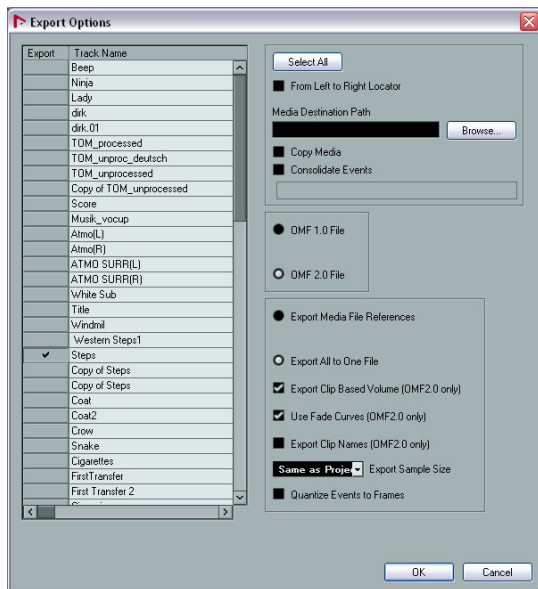 Export Options
Export Track Name
Beep
Ninja
Lady
dirk
dirk.01
TOM_processed
TOM_unproc_deutsch
TOM_unprocessed
Copy of TOM_unprocessed
Score
Musik_vocup
Atmo(L)
Atmo(R)
ATMO SURR(L)
ATMO SURR(R)
White Sub
Title
Windmil
Western Steps1
Steps
Copy of Steps
Copy of Steps
Coat
Coat2
Crow
Snake
Cigarettes
FirstTransfer
First Transfer 2
Select All
From Left to Right Locator
Media Destination Path
Browse...
Copy Media
Consolidate Events
OMF 1.0 File
OMF 2.0 File
Export Media File References
Export All to One File
Export Clip Based Volume (OMF2.0 only)
Use Fade Curves (OMF2.0 only)
Export Clip Names (OMF2.0 only)
Same as Projec Export Sample Size
Quantize Events to Frames
OK Cancel